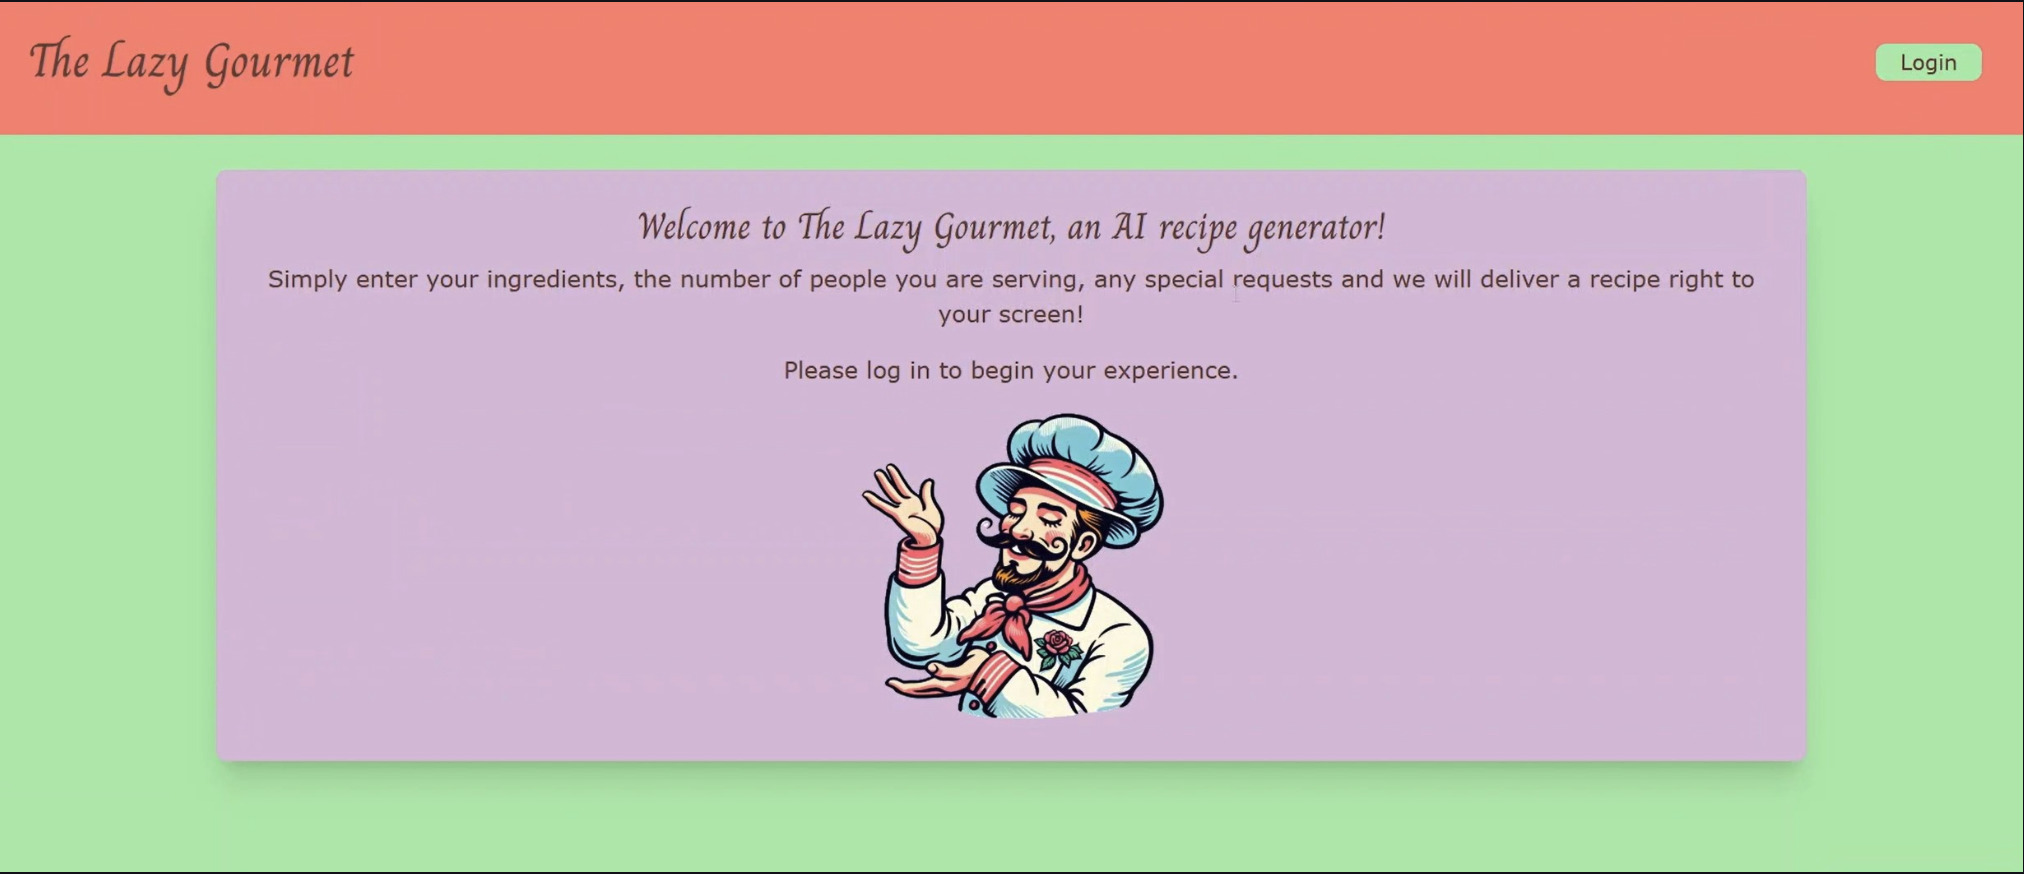 The Lazy Gourmet
Login
Welcome to The Lazy Gourmet, an AI recipe generator!
Simply enter your ingredients, the number of people you are serving, any special requests and we will deliver a recipe right to
your screen!
Please log in to begin your experience.